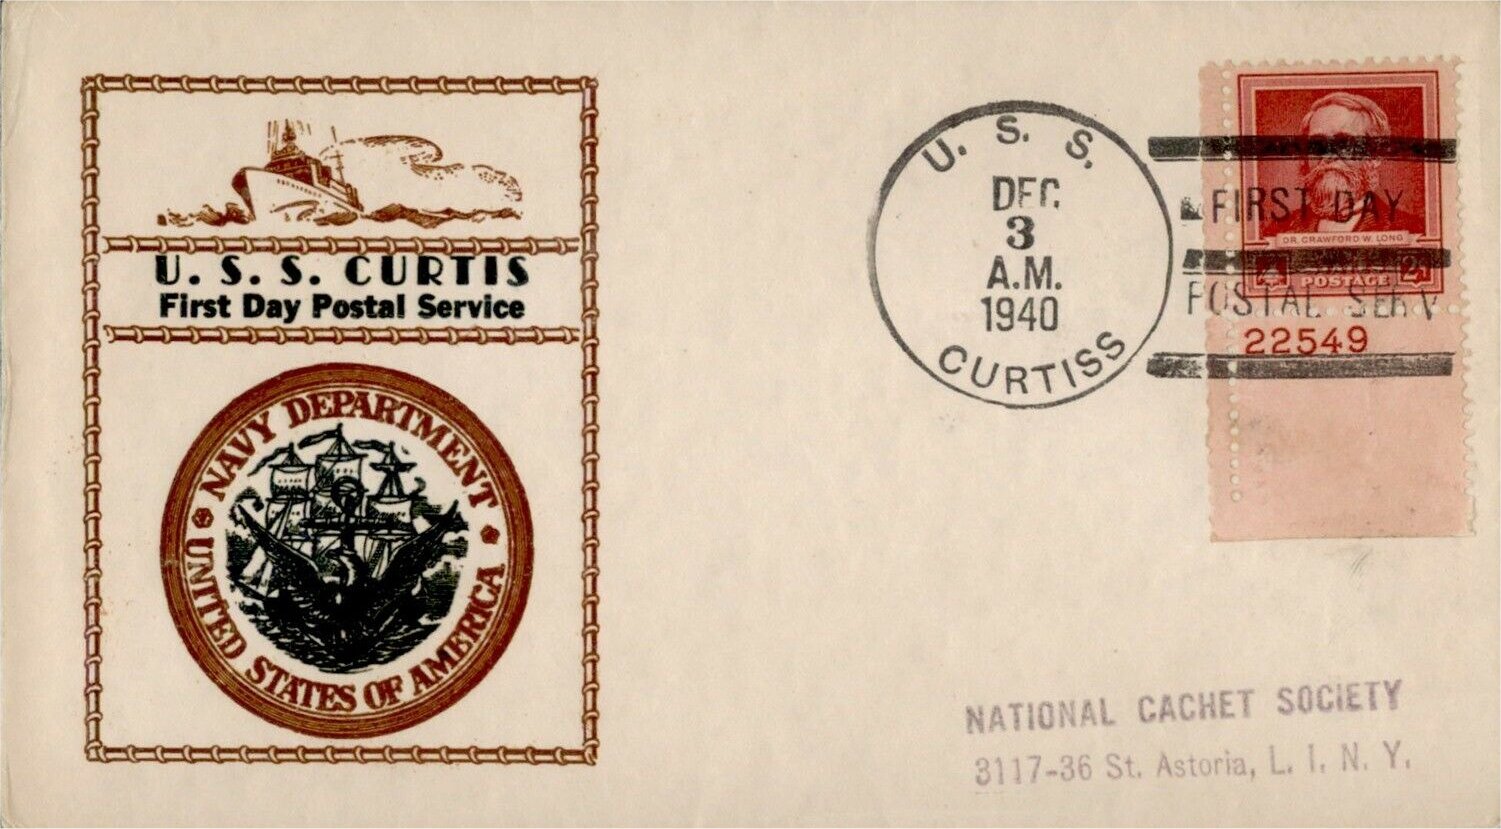 U. S. S. CURTIS
First Day Postal Service
NAVY DEPARTMENT
UNITED STATES OF AMERICA
U. S. S.
DEC.
3
A.M.
1940
CURTISS
FIRST DAY
POSTAL SERV
DR. CRAWFORD W. LONG
POSTAGE 2¢
22549
NATIONAL CACHET SOCIETY
3117-36 St. Astoria, L. I. N. Y.